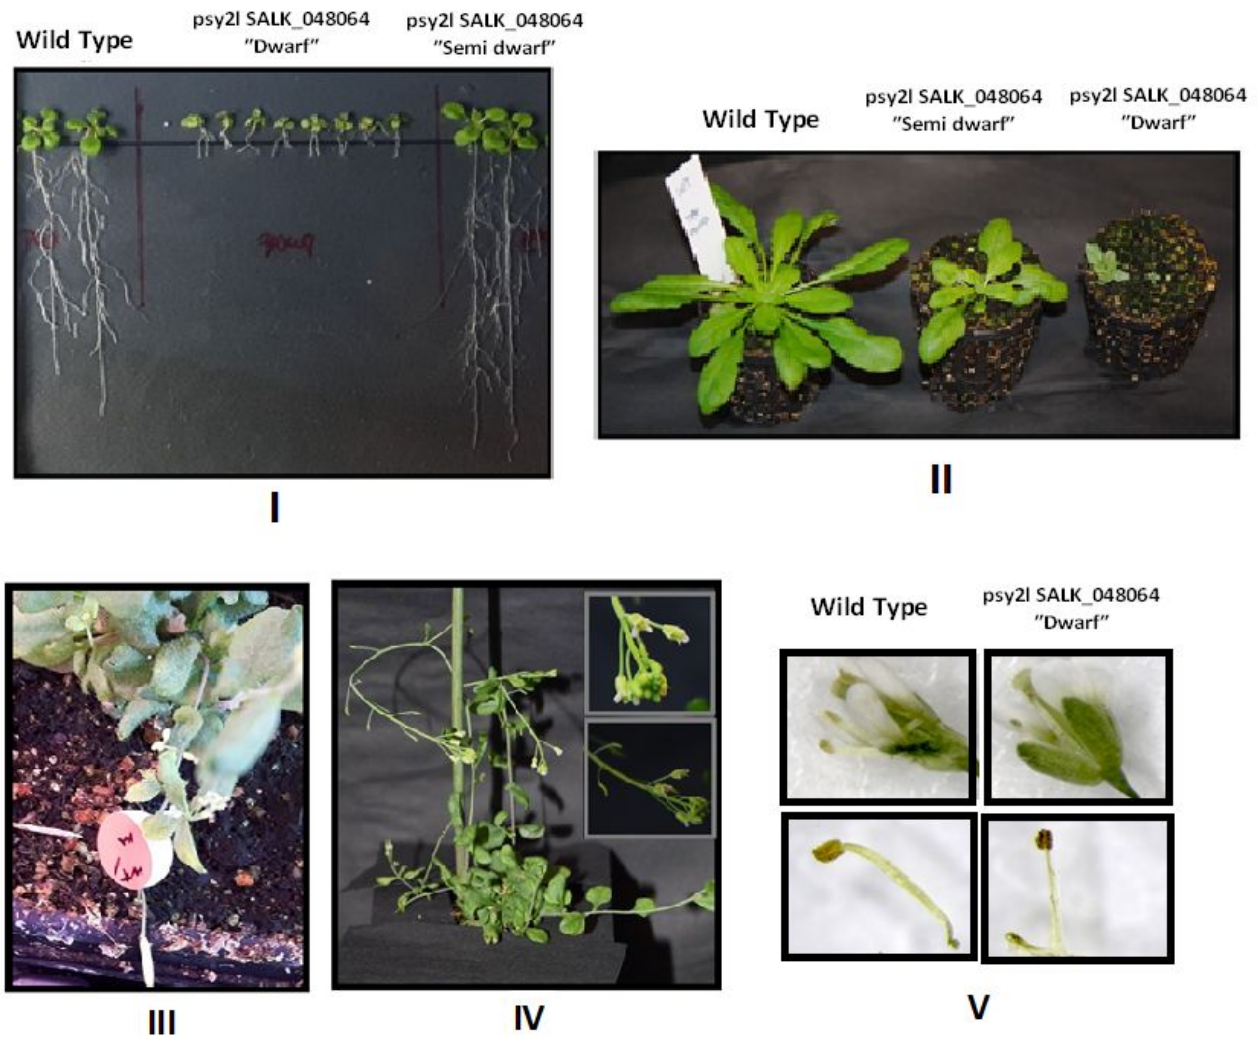 Wild Type
psy2l SALK_048064
”Dwarf”
psy2l SALK_048064
”Semi dwarf”
I
Wild Type
psy2l SALK_048064
”Semi dwarf”
psy2l SALK_048064
”Dwarf”
II
III
IV
Wild Type
psy2l SALK_048064
”Dwarf”
V